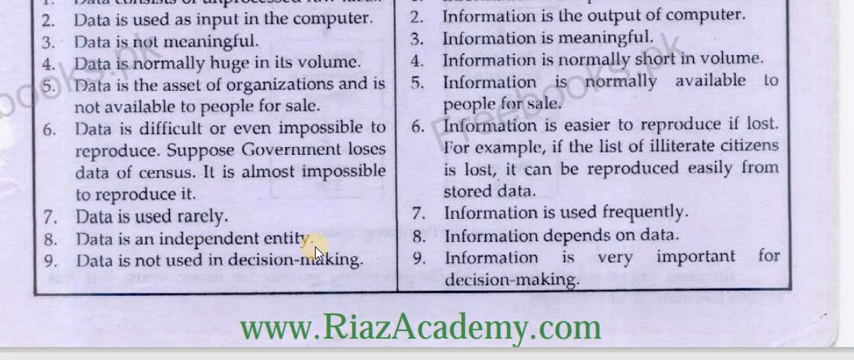 2. Data is used as input in the computer.
3. Data is not meaningful.
4. Data is normally huge in its volume.
5. Data is the asset of organizations and is
not available to people for sale.
6. Data is difficult or even impossible to
reproduce. Suppose Government loses
data of census. It is almost impossible
to reproduce it.
7. Data is used rarely.
8. Data is an independent entity.
9. Data is not used in decision-making.
2. Information is the output of computer.
3. Information is meaningful.
4. Information is normally short in volume.
5. Information is normally available to
people for sale.
6. Information is easier to reproduce if lost.
For example, if the list of illiterate citizens
is lost, it can be reproduced easily from
stored data.
7. Information is used frequently.
8. Information depends on data.
9. Information is very important for
decision-making.
Freebooks.pk
www.RiazAcademy.com